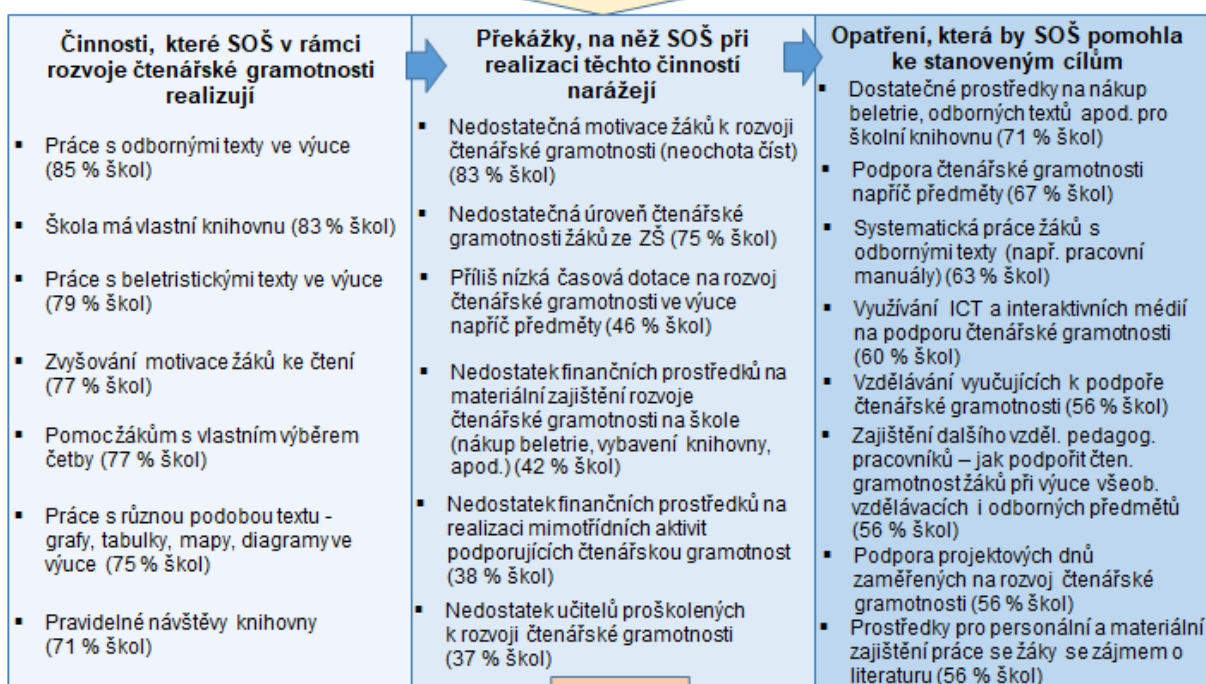 Činnosti, které SOŠ v rámci
rozvoje čtenářské gramotnosti
realizují
▪ Práce s odbornými texty ve výuce
(85 % škol)
▪ Škola má vlastní knihovnu (83 % škol)
▪ Práce s beletristickými texty ve výuce
(79 % škol)
▪ Zvyšování motivace žáků ke čtení
(77 % škol)
▪ Pomoc žákům s vlastním výběrem
četby (77 % škol)
▪ Práce s různou podobou textu -
grafy, tabulky, mapy, diagramy ve
výuce (75 % škol)
▪ Pravidelné návštěvy knihovny
(71 % škol)
Překážky, na něž SOŠ při
realizaci těchto činností
narážejí
▪ Nedostatečná motivace žáků k rozvoji
čtenářské gramotnosti (neochota číst)
(83 % škol)
▪ Nedostatečná úroveň čtenářské
gramotnosti žáků ze ZŠ (75 % škol)
▪ Příliš nízká časová dotace na rozvoj
čtenářské gramotnosti ve výuce
napříč předměty (46 % škol)
▪ Nedostatek finančních prostředků na
materiální zajištění rozvoje
čtenářské gramotnosti na škole
(nákup beletrie, vybavení knihovny,
apod.) (42 % škol)
▪ Nedostatek finančních prostředků na
realizaci mimotřídních aktivit
podporujících čtenářskou gramotnost
(38 % škol)
▪ Nedostatek učitelů proškolených
k rozvoji čtenářské gramotnosti
(37 % škol)
Opatření, která by SOŠ pomohla
ke stanoveným cílům
▪ Dostatečné prostředky na nákup
beletrie, odborných textů apod. pro
školní knihovnu (71 % škol)
▪ Podpora čtenářské gramotnosti
napříč předměty (67 % škol)
▪ Systematická práce žáků s
odbornými texty (např. pracovní
manuály) (63 % škol)
▪ Využívání ICT a interaktivních médií
na podporu čtenářské gramotnosti
(60 % škol)
▪ Vzdělávání vyučujících k podpoře
čtenářské gramotnosti (56 % škol)
▪ Zajištění dalšího vzděl. pedagog.
pracovníků – jak podpořit čten.
gramotnost žáků při výuce všeob.
vzdělávacích i odborných předmětů
(56 % škol)
▪ Podpora projektových dnů
zaměřených na rozvoj čtenářské
gramotnosti (56 % škol)
▪ Prostředky pro personální a materiální
zajištění práce se žáky se zájmem o
literaturu (56 % škol)